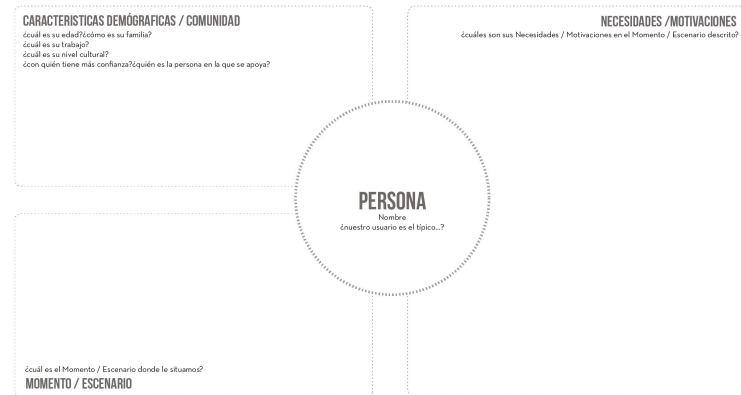 CARACTERISTICAS DEMÓGRAFICAS / COMUNIDAD
¿cuál es su edad?¿cómo es su familia?
¿cuál es su trabajo?
¿cuál es su nivel cultural?
¿con quién tiene más confianza?¿quién es la persona en la que se apoya?
NECESIDADES /MOTIVACIONES
¿cuáles son sus Necesidades / Motivaciones en el Momento / Escenario descrito?
PERSONA
Nombre
¿nuestro usuario es el típico...?
¿cuál es el Momento / Escenario donde le situamos?
MOMENTO / ESCENARIO